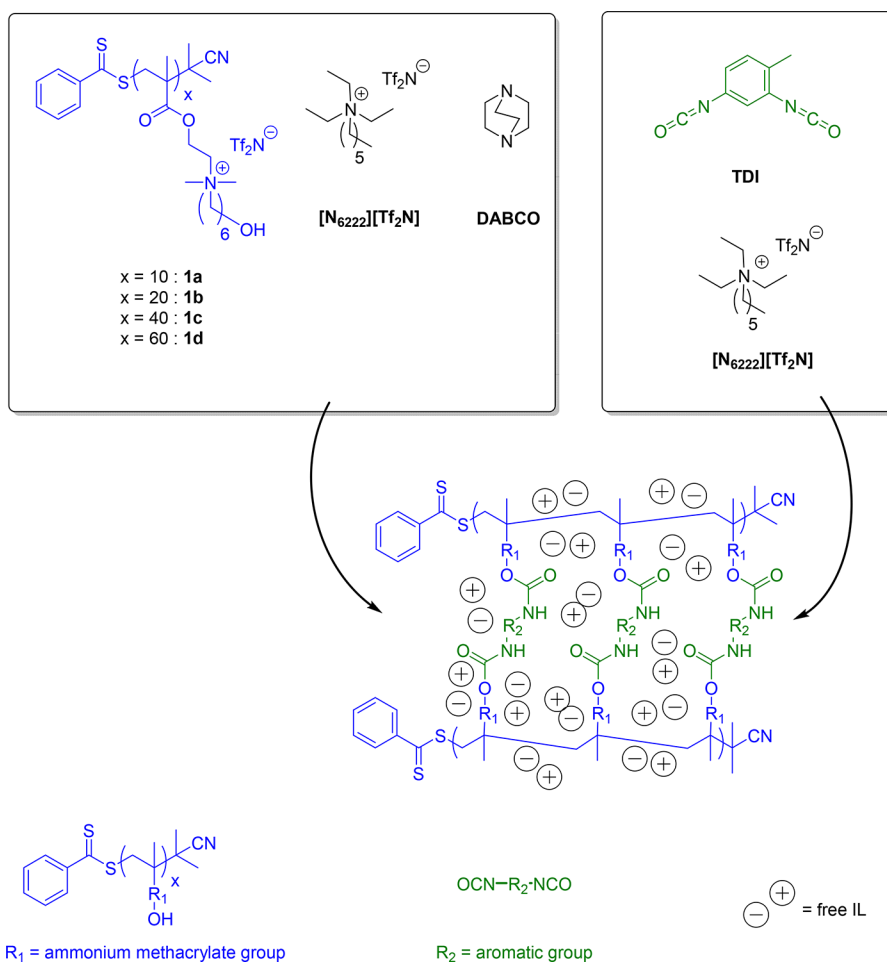 S
S
CN
x
O
O
Tf₂N⊖
N⊕
6
OH
x = 10 : 1a
x = 20 : 1b
x = 40 : 1c
x = 60 : 1d
Tf₂N⊖
N⊕
5
[N₆₂₂₂][Tf₂N]
N
N
DABCO
O=C=N
N=C=O
TDI
Tf₂N⊖
N⊕
5
[N₆₂₂₂][Tf₂N]
S
S
CN
R₁ R₁ R₁
O O O O O O
NH NH NH
R₂ R₂ R₂
NH NH NH
O O O
O O O
R₁ R₁ R₁
S
S
CN
S
S
CN
x
R₁
OH
R₁ = ammonium methacrylate group
OCN–R₂–NCO
R₂ = aromatic group
⊖ ⊕ = free IL